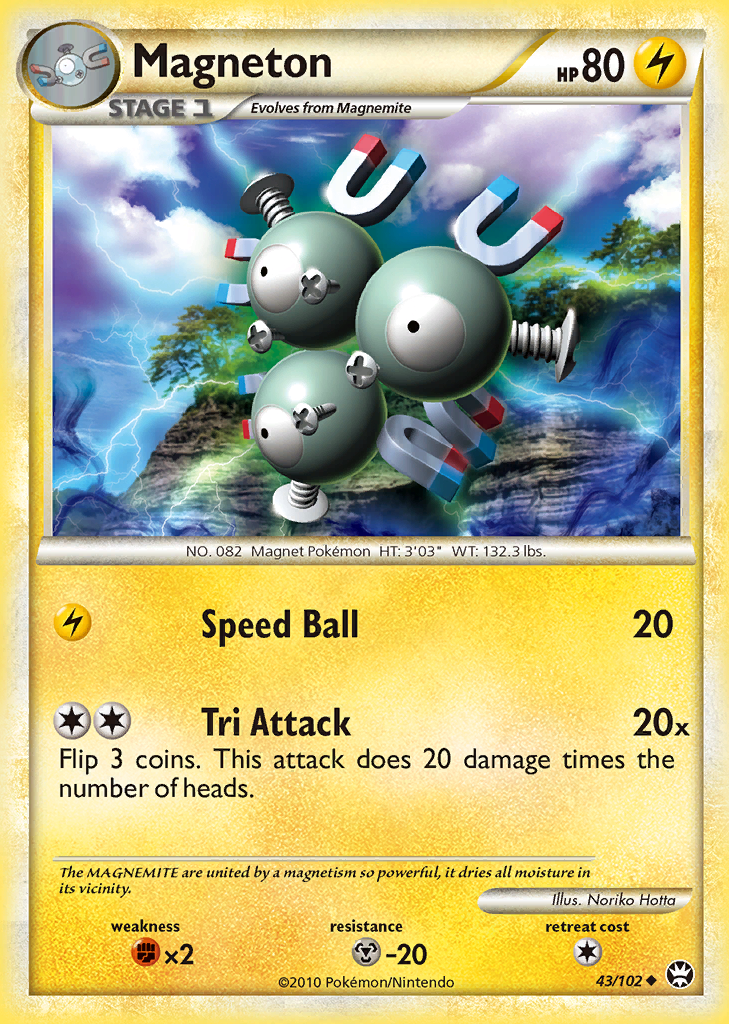 Magneton
HP 80
STAGE 1
Evolves from Magnemite
NO. 082 Magnet Pokémon HT: 3'03" WT: 132.3 lbs.
Speed Ball 20
Tri Attack 20x
Flip 3 coins. This attack does 20 damage times the
number of heads.
The MAGNEMITE are united by a magnetism so powerful, it dries all moisture in
its vicinity.
Illus. Noriko Hotta
weakness resistance retreat cost
×2 -20
©2010 Pokémon/Nintendo
43/102